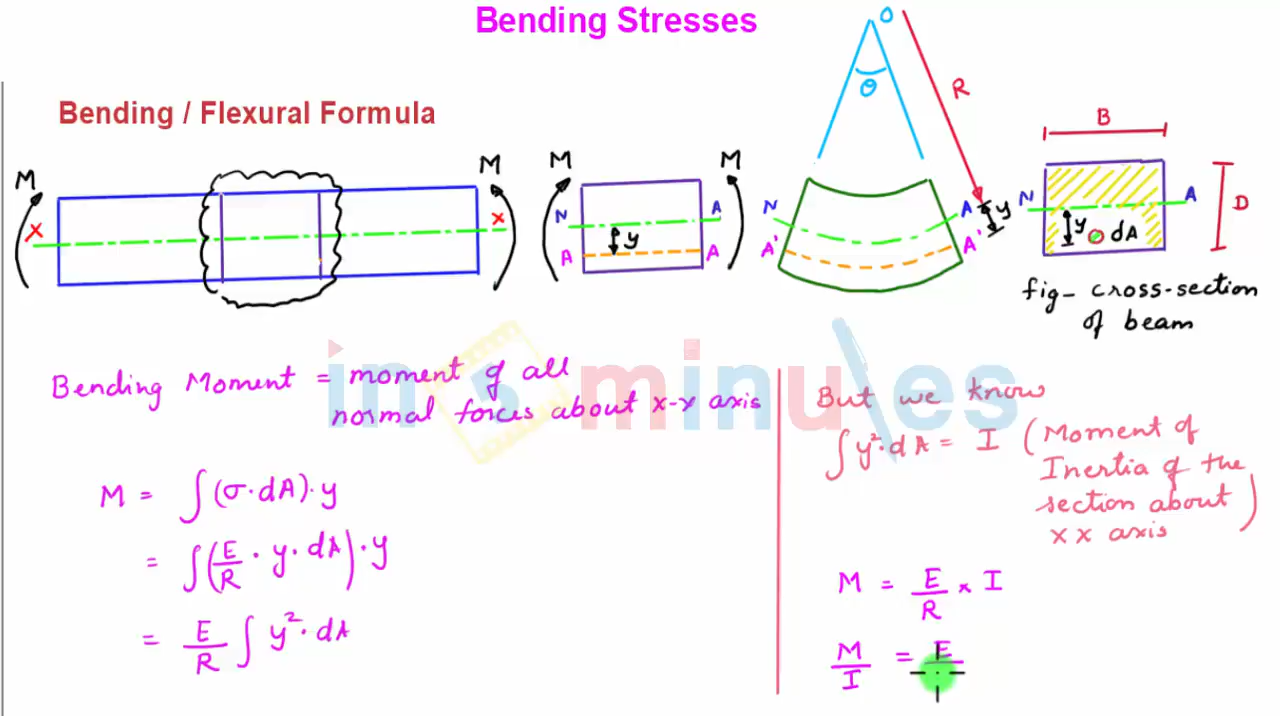 Bending Stresses
Bending / Flexural Formula
M
X
M
X
M
N
A
y
A
A
M
O
θ
R
N
A
y
A'
A'
B
N
A
D
y
dA
fig- cross-section
of beam
in 3 minutes
Bending Moment = moment of all
normal forces about x-x axis
M = ∫(σ·dA)·y
= ∫(E/R · y · dA)·y
= E/R ∫ y²·dA
But we know
∫y²·dA = I (Moment of
Inertia of the
section about
xx axis)
M = E/R × I
M/I = E